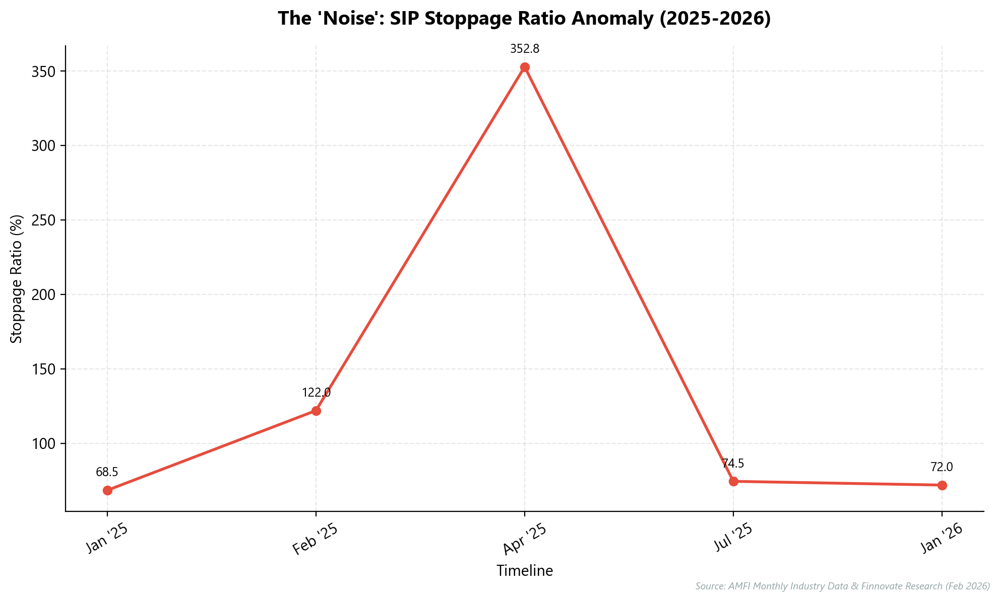 The 'Noise': SIP Stoppage Ratio Anomaly (2025-2026)
Stoppage Ratio (%)
350
300
250
200
150
100
68.5
122.0
352.8
74.5
72.0
Jan '25
Feb '25
Apr '25
Jul '25
Jan '26
Timeline
Source: AMFI Monthly Industry Data & Finnovate Research (Feb 2026)